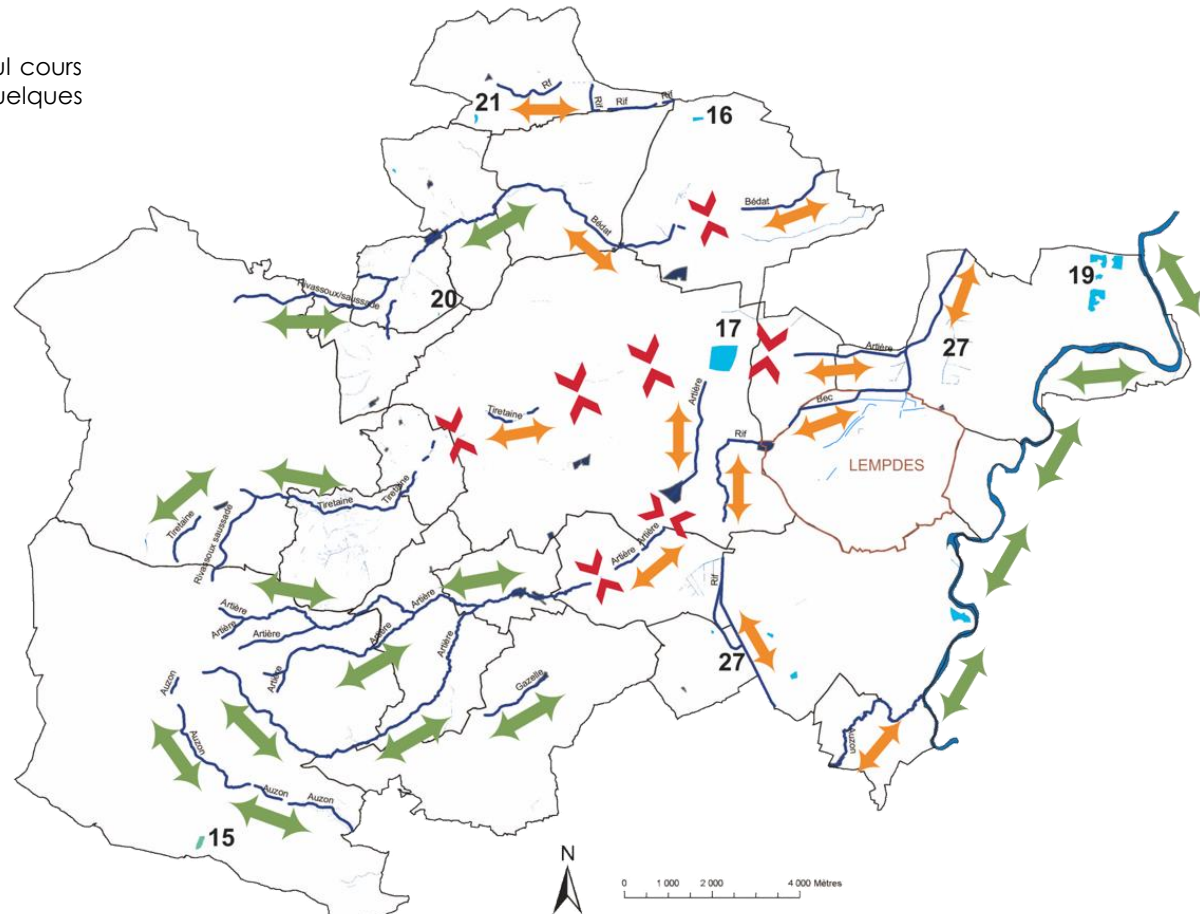 ul cours
uelques
21
Rf
Rif
Rif
Rif
16
Bédat
Bédat
Rivassoux/saussade
20
19
17
Artière
27
Artière
Bec
Tiretaine
Rif
LEMPDES
Tiretaine
Tiretaine
Tiretaine
Rivassoux saussade
Artière
Artière
Rif
Artière
Artière
Artière
Artière
Artière
Artière
Artière
27
Gazelle
Auzon
Auzon
Auzon
Auzon
Auzon
15
N
0 1 000 2 000 4 000 Mètres